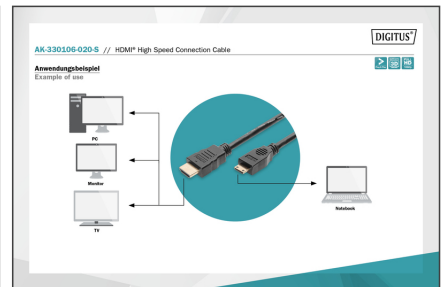 DIGITUS®
AK-330106-020-S // HDMI® High Speed Connection Cable
Anwendungsbeispiel
Example of use
PC
Monitor
TV
Notebook